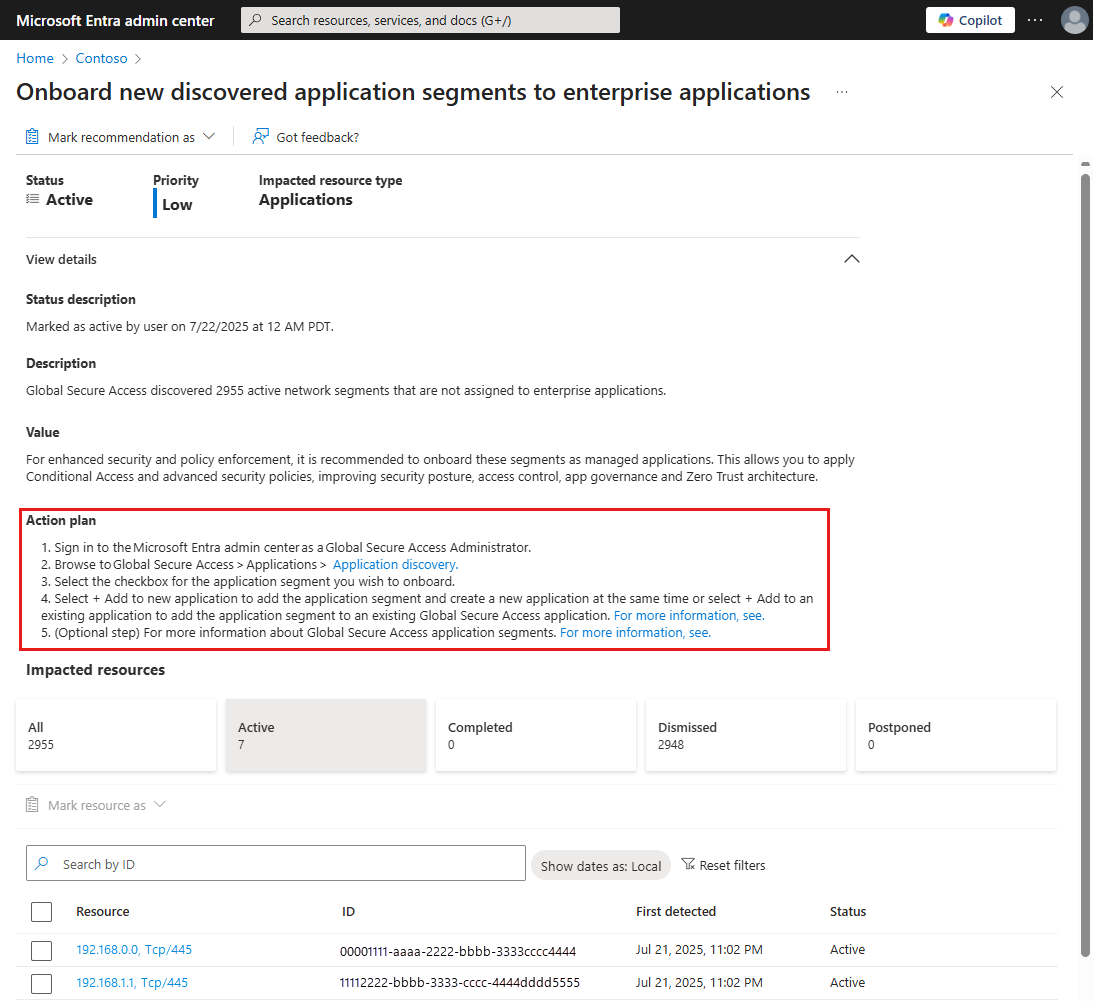 Microsoft Entra admin center
Search resources, services, and docs (G+/)
Copilot
Home > Contoso >
Onboard new discovered application segments to enterprise applications
Mark recommendation as
Got feedback?
Status
Active
Priority
Low
Impacted resource type
Applications
View details
Status description
Marked as active by user on 7/22/2025 at 12 AM PDT.
Description
Global Secure Access discovered 2955 active network segments that are not assigned to enterprise applications.
Value
For enhanced security and policy enforcement, it is recommended to onboard these segments as managed applications. This allows you to apply
Conditional Access and advanced security policies, improving security posture, access control, app governance and Zero Trust architecture.
Action plan
1. Sign in to the Microsoft Entra admin center as a Global Secure Access Administrator.
2. Browse to Global Secure Access > Applications > Application discovery.
3. Select the checkbox for the application segment you wish to onboard.
4. Select + Add to new application to add the application segment and create a new application at the same time or select + Add to an
existing application to add the application segment to an existing Global Secure Access application. For more information, see.
5. (Optional step) For more information about Global Secure Access application segments. For more information, see.
Impacted resources
All
2955
Active
7
Completed
0
Dismissed
2948
Postponed
0
Mark resource as
Search by ID
Show dates as: Local
Reset filters
Resource ID First detected Status
192.168.0.0, Tcp/445 00001111-aaaa-2222-bbbb-3333cccc4444 Jul 21, 2025, 11:02 PM Active
192.168.1.1, Tcp/445 11112222-bbbb-3333-cccc-4444dddd5555 Jul 21, 2025, 11:02 PM Active